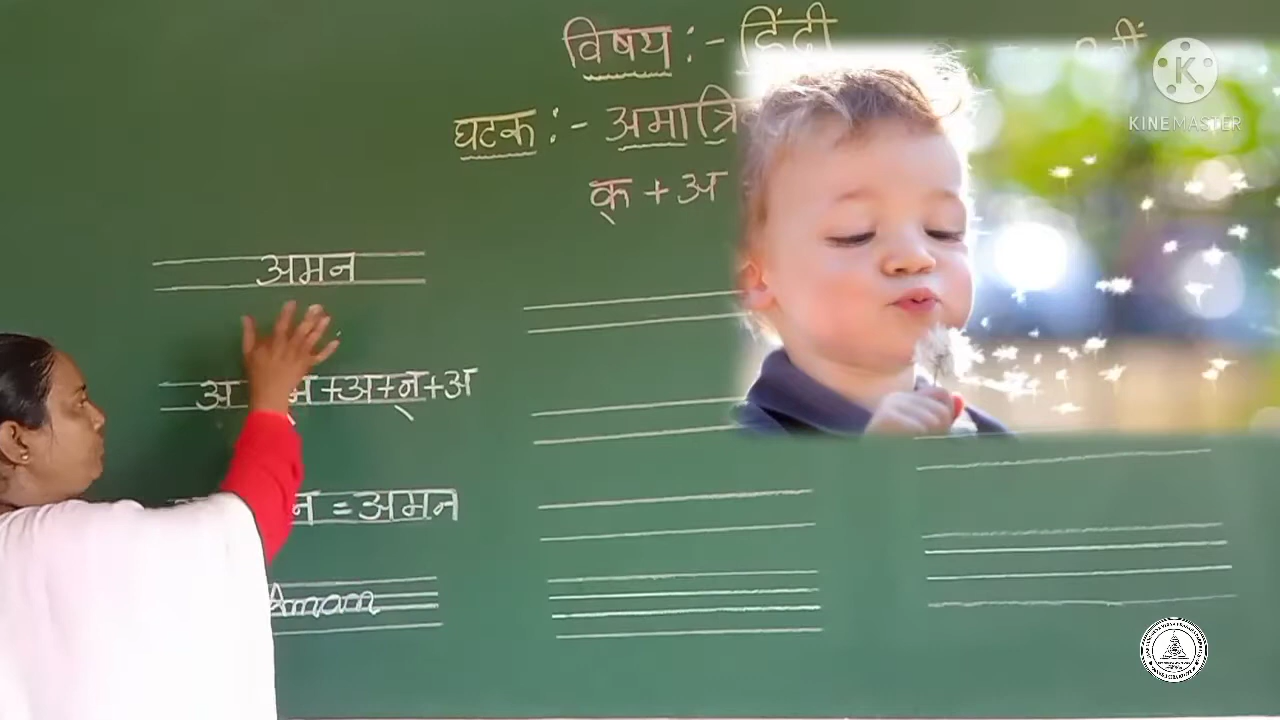 विषय :- हिंदी
घटक :- अमात्रि
क् + अ
KINEMASTER
अमन
अ + अ + न् + अ
न = अमन
Aman